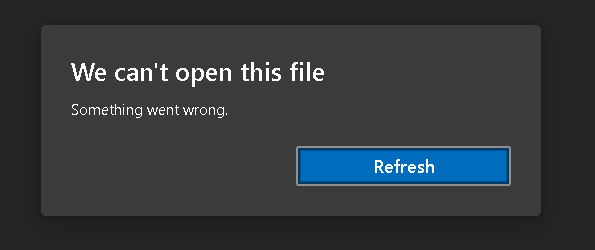 We can't open this file
Something went wrong.
Refresh